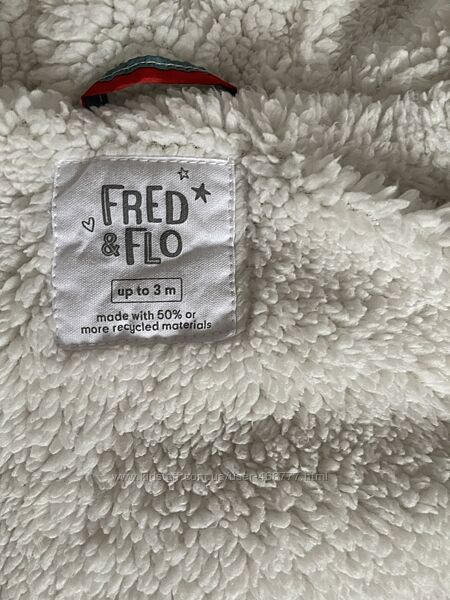 FRED
& FLO
up to 3 m
made with 50% or
more recycled materials